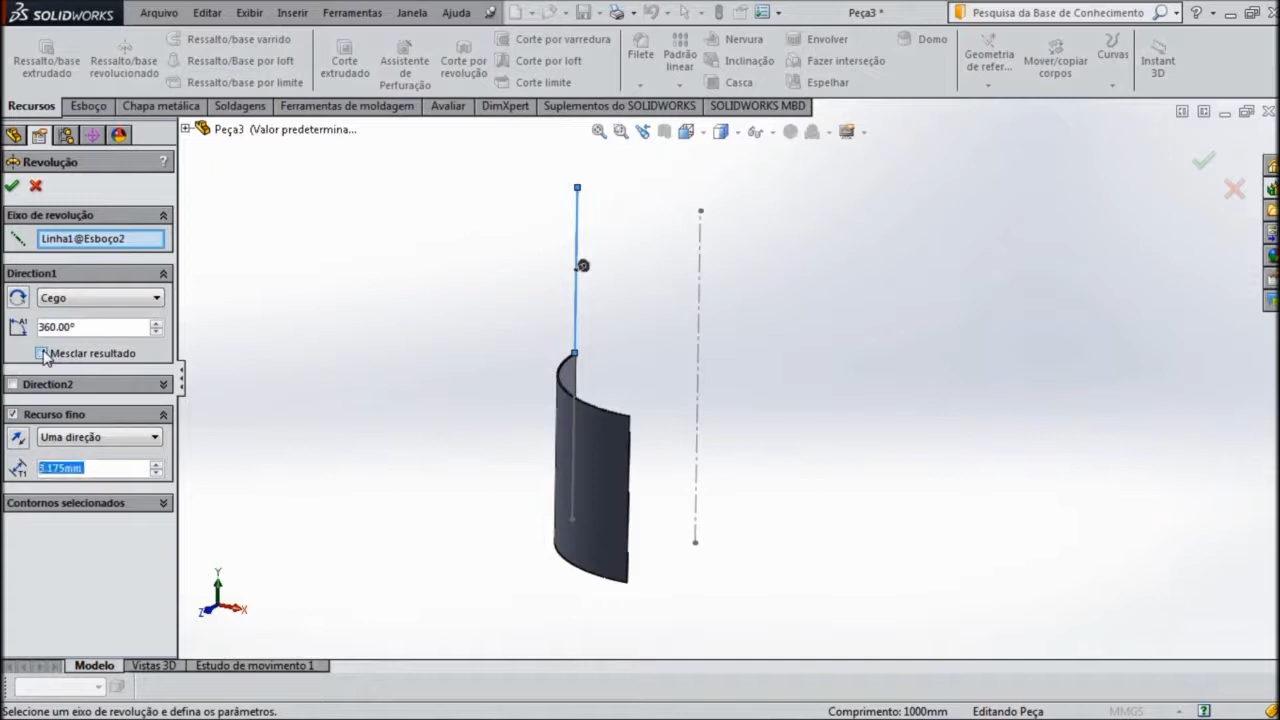 SOLIDWORKS Arquivo Editar Exibir Inserir Ferramentas Janela Ajuda Peça3 * Pesquisa da Base de Conhecimento ?
Ressalto/base extrudado
Ressalto/base revolucionado
Ressalto/base varrido
Ressalto/base por loft
Ressalto/base por limite
Corte extrudado
Assistente de Perfuração
Corte por revolução
Corte por varredura
Corte por loft
Corte limite
Filete
Padrão linear
Nervura
Inclinação
Casca
Envolver
Fazer interseção
Espelhar
Domo
Geometria de refer...
Mover/copiar corpos
Curvas
Instant 3D
Recursos Esboço Chapa metálica Soldagens Ferramentas de moldagem Avaliar DimXpert Suplementos do SOLIDWORKS SOLIDWORKS MBD
Peça3 (Valor predetermina...
Revolução ?
Eixo de revolução
Linha1@Esboço2
Direction1
Cego
A1
360.00°
Mesclar resultado
Direction2
Recurso fino
Uma direção
T1
3.175mm
Contornos selecionados
Y
Z X
Modelo Vistas 3D Estudo de movimento 1
Selecione um eixo de revolução e defina os parâmetros. Comprimento: 1000mm Editando Peça MMGS ?